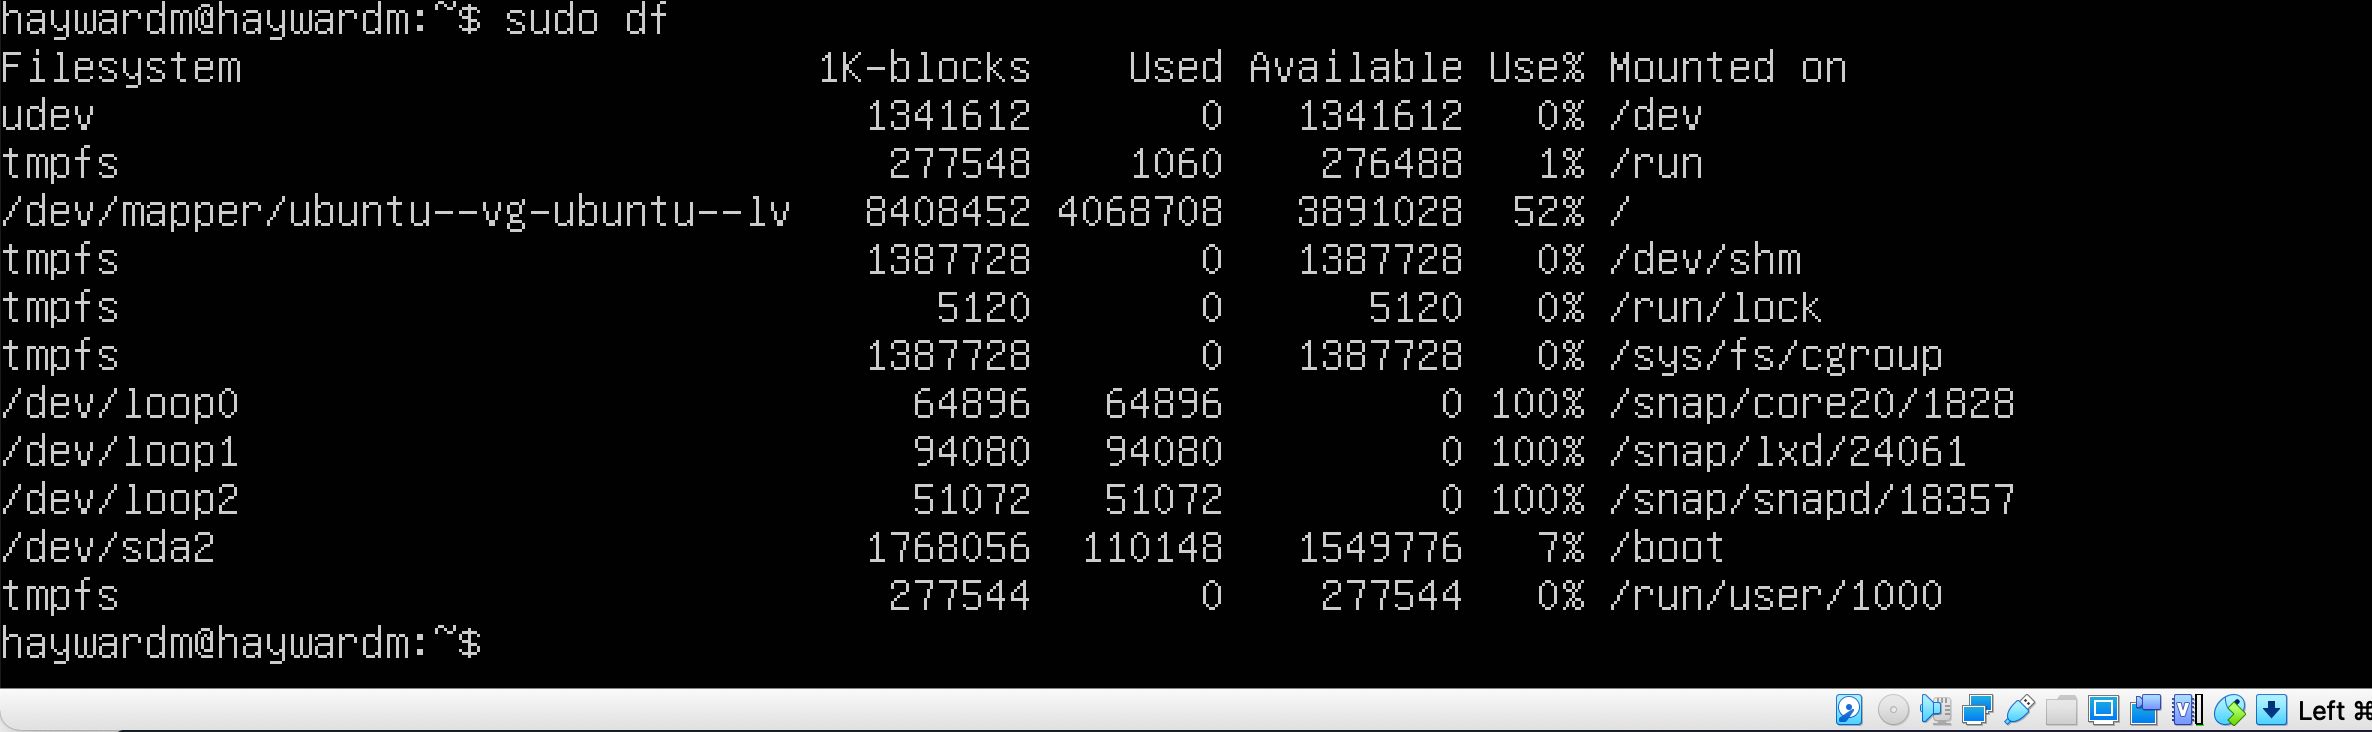 haywardm@haywardm:~$ sudo df
Filesystem                        1K-blocks    Used Available Use% Mounted on
udev                                1341612       0   1341612   0% /dev
tmpfs                                277548    1060    276488   1% /run
/dev/mapper/ubuntu--vg-ubuntu--lv   8408452 4068708   3891028  52% /
tmpfs                               1387728       0   1387728   0% /dev/shm
tmpfs                                  5120       0      5120   0% /run/lock
tmpfs                               1387728       0   1387728   0% /sys/fs/cgroup
/dev/loop0                            64896   64896         0 100% /snap/core20/1828
/dev/loop1                            94080   94080         0 100% /snap/lxd/24061
/dev/loop2                            51072   51072         0 100% /snap/snapd/18357
/dev/sda2                           1768056  110148   1549776   7% /boot
tmpfs                                277544       0    277544   0% /run/user/1000
haywardm@haywardm:~$
Left ⌘